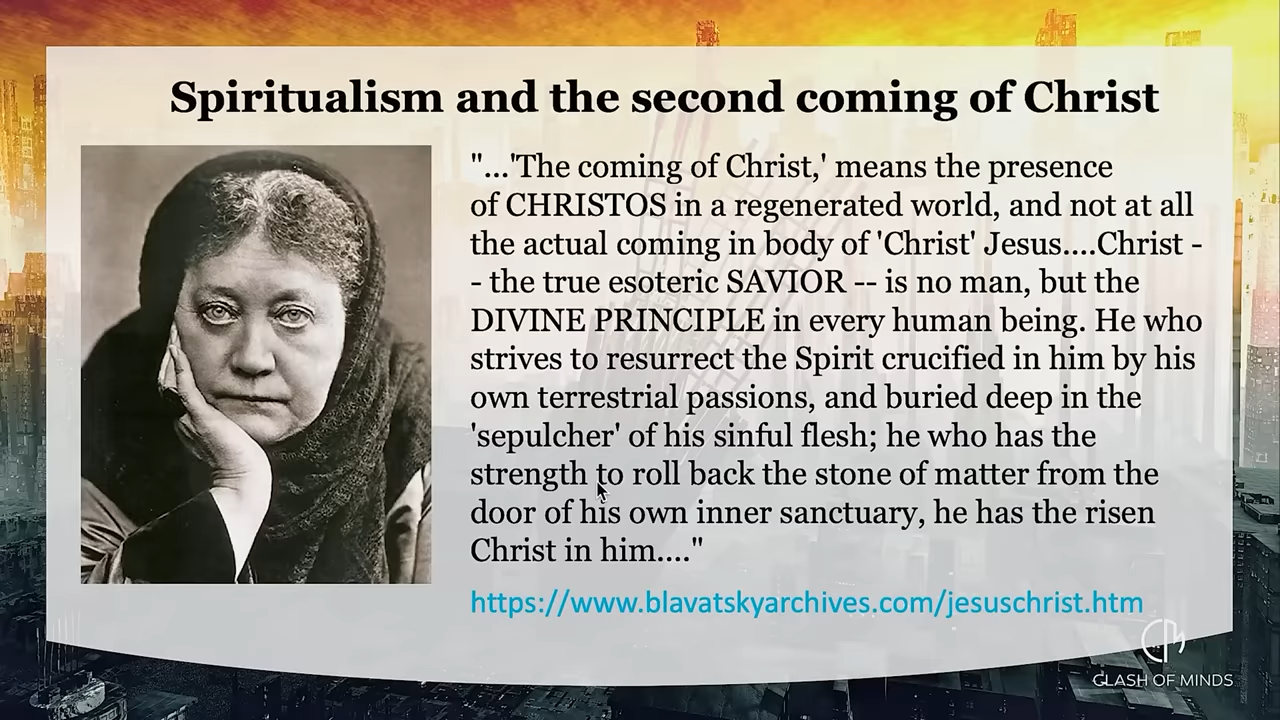 Spiritualism and the second coming of Christ
"...'The coming of Christ,' means the presence
of CHRISTOS in a regenerated world, and not at all
the actual coming in body of 'Christ' Jesus....Christ -
- the true esoteric SAVIOR -- is no man, but the
DIVINE PRINCIPLE in every human being. He who
strives to resurrect the Spirit crucified in him by his
own terrestrial passions, and buried deep in the
'sepulcher' of his sinful flesh; he who has the
strength to roll back the stone of matter from the
door of his own inner sanctuary, he has the risen
Christ in him...."
https://www.blavatskyarchives.com/jesuschrist.htm
CLASH OF MINDS